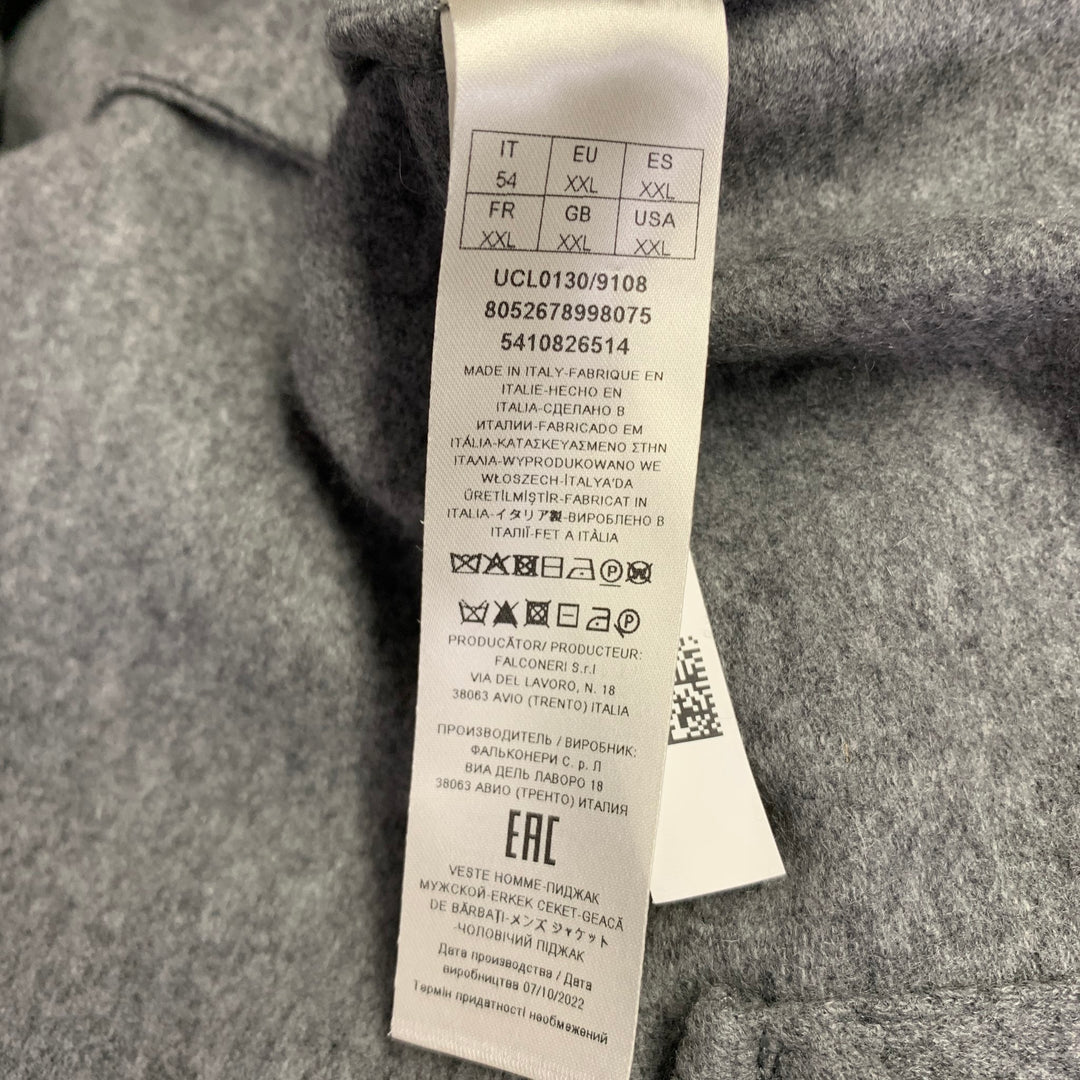 IT EU ES
54 XXL XXL
FR GB USA
XXL XXL XXL
UCL0130/9108
8052678998075
5410826514
MADE IN ITALY-FABRIQUE EN
ITALIE-HECHO EN
ITALIA-СДЕЛАНО В
ИТАЛИИ-FABRICADO EM
ITÁLIA-ΚΑΤΑΣΚΕΥΑΣΜΕΝΟ ΣΤΗΝ
ΙΤΑΛΙΑ-WYPRODUKOWANO WE
WŁOSZECH-İTALYA'DA
ÜRETİLMİŞTİR-FABRICAT IN
ITALIA-イタリア製-ВИРОБЛЕНО В
ІТАЛІЇ-FET A ITÀLIA
P W
P
PRODUCĂTOR/ PRODUCTEUR:
FALCONERI S.r.l
VIA DEL LAVORO, N. 18
38063 AVIO (TRENTO) ITALIA
ПРОИЗВОДИТЕЛЬ / ВИРОБНИК:
ФАЛЬКОНЕРИ С. р. Л
ВИА ДЕЛЬ ЛАВОРО 18
38063 АВИО (ТРЕНТО) ИТАЛИЯ
EAC
VESTE HOMME-ПИДЖАК
МУЖСКОЙ-ERKEK CEKET-GEACĂ
DE BĂRBAȚI-メンズ ジャケット
-ЧОЛОВІЧИЙ ПІДЖАК
Дата производства / Дата
виробництва 07/10/2022
Термін придатності необмежений